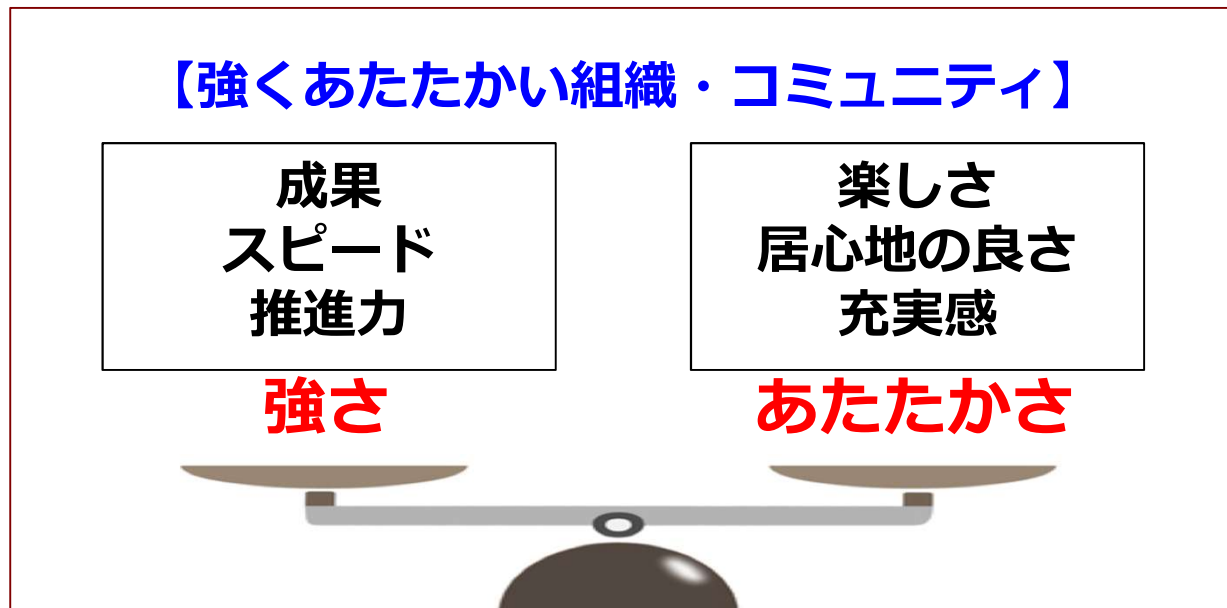 【強くあたたかい組織・コミュニティ】
成果
スピード
推進力
強さ
楽しさ
居心地の良さ
充実感
あたたかさ